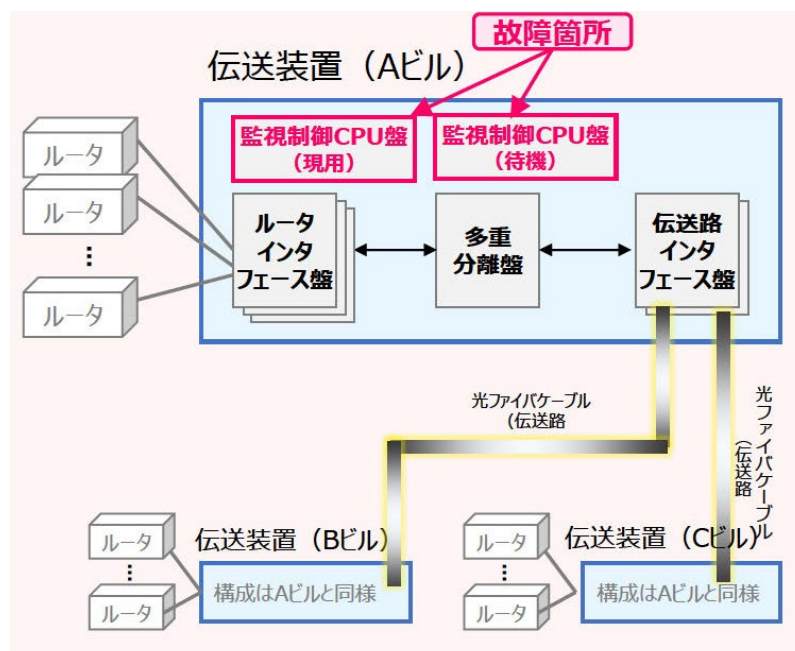 故障箇所
伝送装置（Aビル）
監視制御CPU盤
（現用）
監視制御CPU盤
（待機）
ルータ
ルータ
⋮
ルータ
ルータ
インタ
フェース盤
多重
分離盤
伝送路
インタ
フェース盤
光ファイバケーブル
（伝送路
光ファイバケーブル
（伝送路
ルータ
⋮
ルータ
伝送装置（Bビル）
構成はAビルと同様
ルータ
⋮
ルータ
伝送装置（Cビル）
構成はAビルと同様